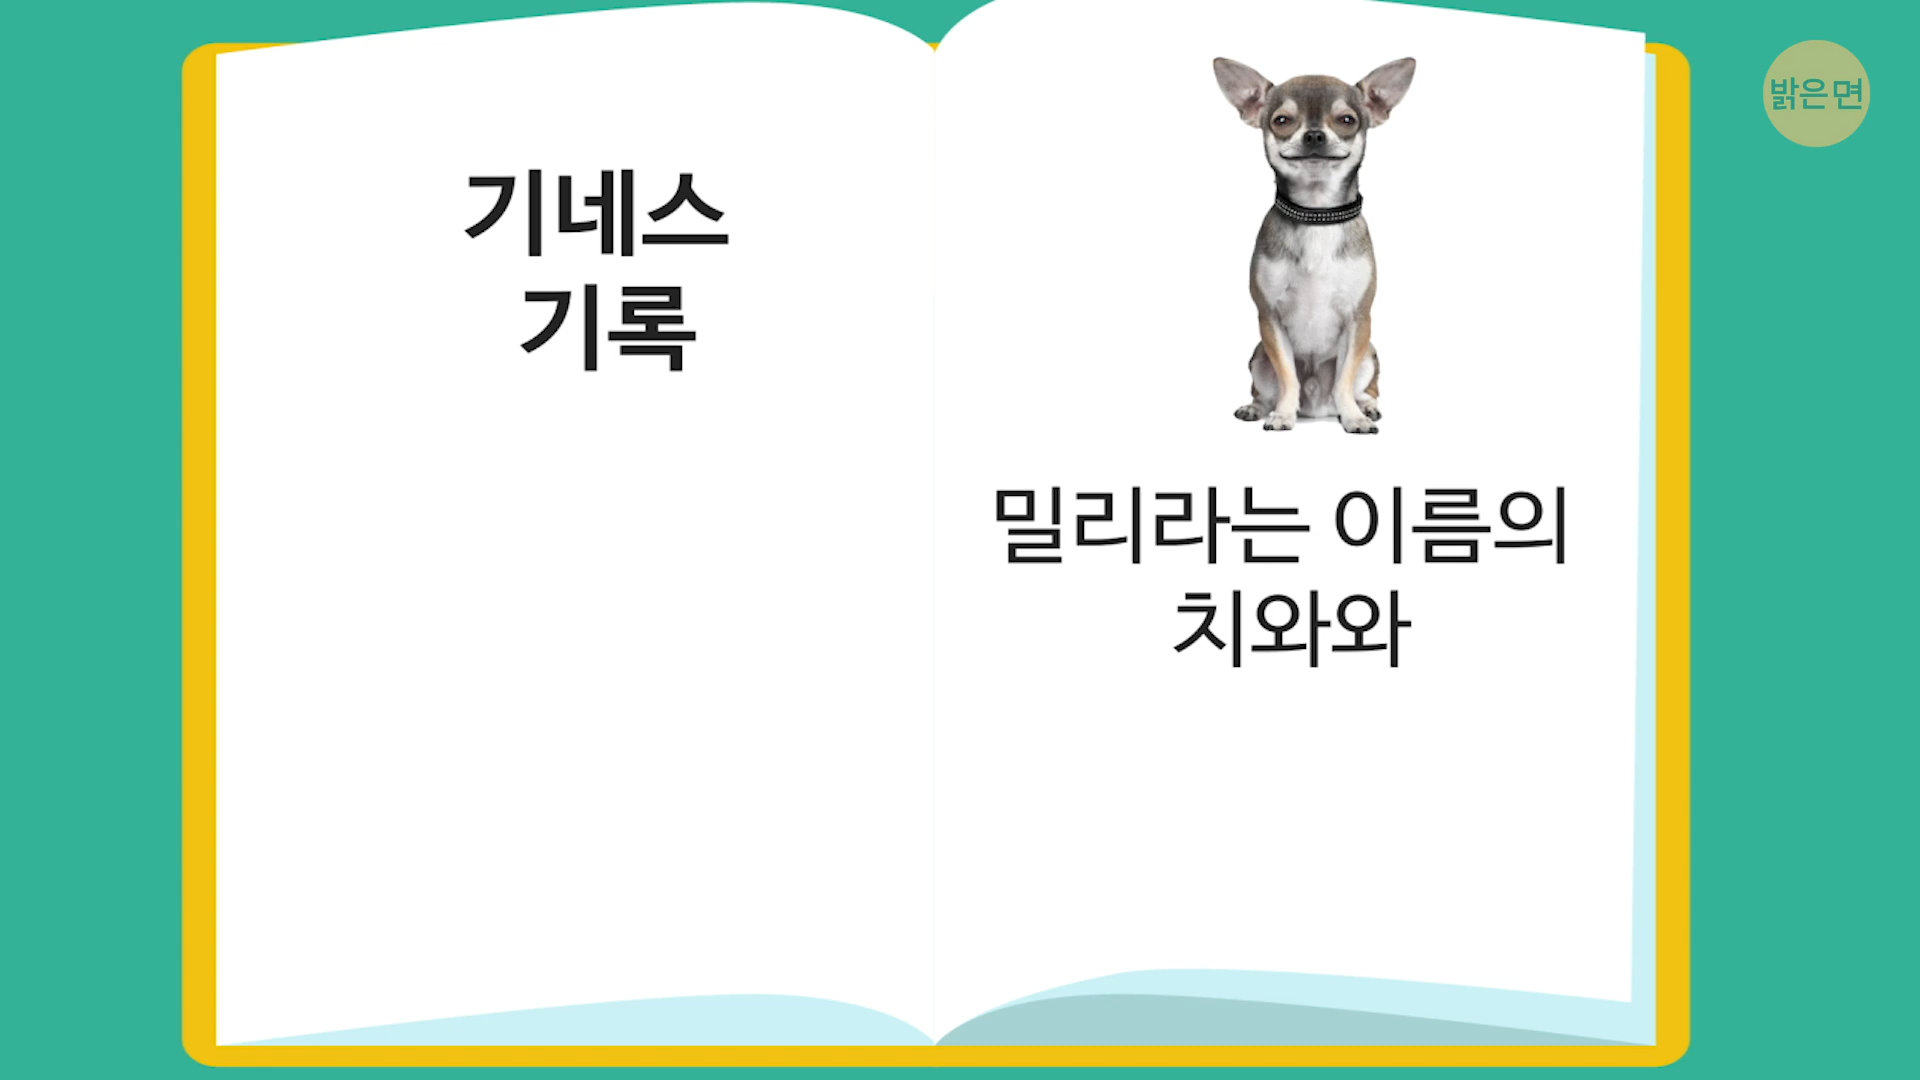 기네스
기록
밀리라는 이름의
치와와
밝은면